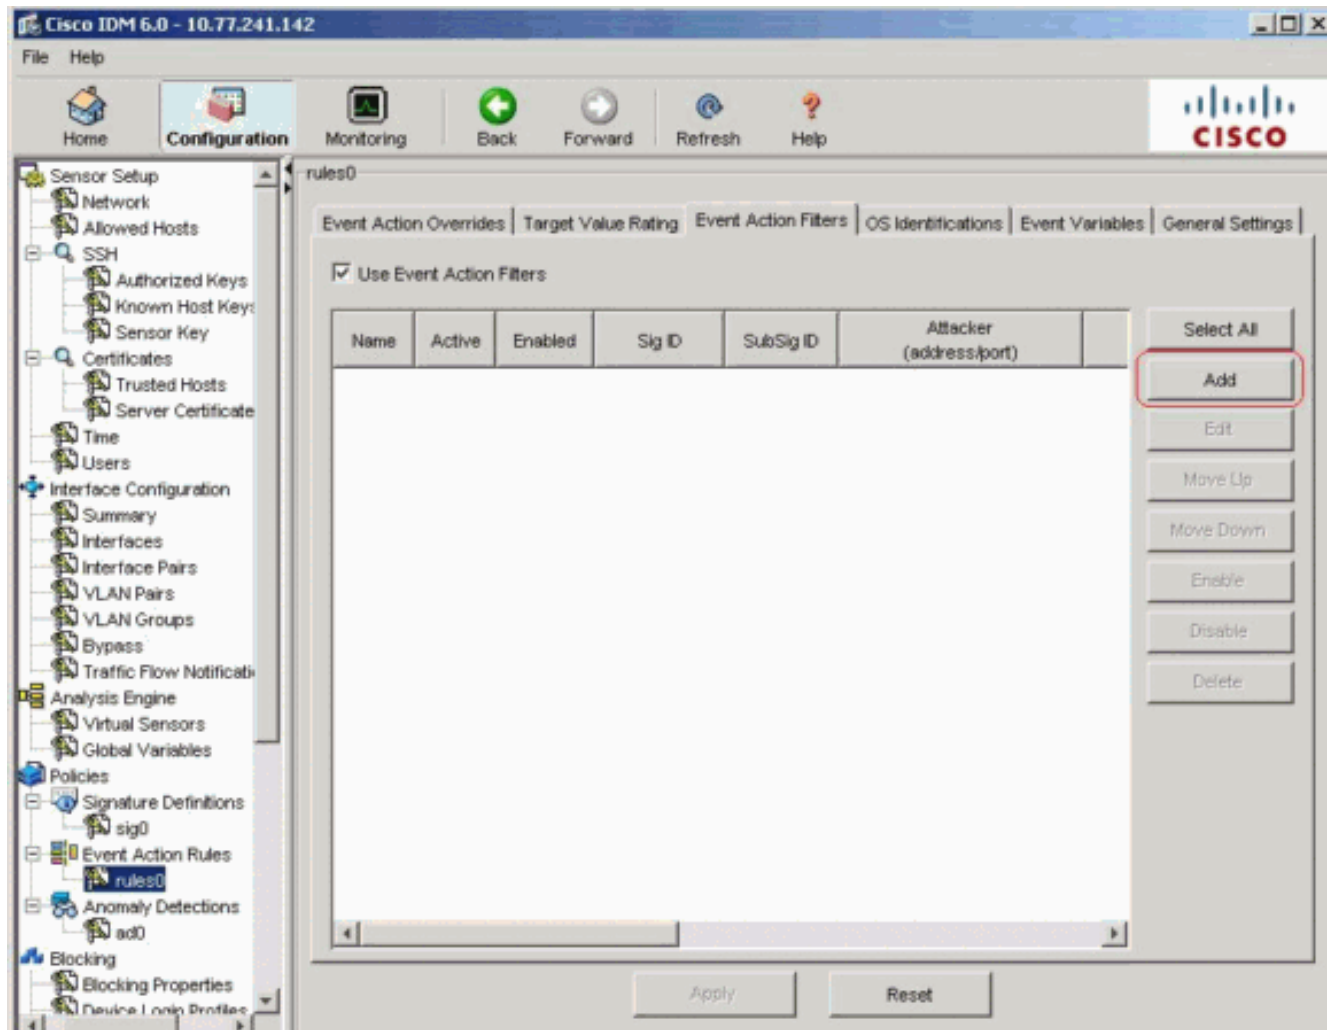 Cisco IDM 6.0 - 10.77.241.142
File Help
Home Configuration Monitoring Back Forward Refresh Help
CISCO
Sensor Setup
Network
Allowed Hosts
SSH
Authorized Keys
Known Host Keys
Sensor Key
Certificates
Trusted Hosts
Server Certificate
Time
Users
Interface Configuration
Summary
Interfaces
Interface Pairs
VLAN Pairs
VLAN Groups
Bypass
Traffic Flow Notificati
Analysis Engine
Virtual Sensors
Global Variables
Policies
Signature Definitions
sig0
Event Action Rules
rules0
Anomaly Detections
ad0
Blocking
Blocking Properties
Device Login Profiles
rules0
Event Action Overrides Target Value Rating Event Action Filters OS Identifications Event Variables General Settings
Use Event Action Filters
Name Active Enabled Sig ID SubSig ID Attacker
(address/port)
Select All
Add
Edit
Move Up
Move Down
Enable
Disable
Delete
Apply Reset